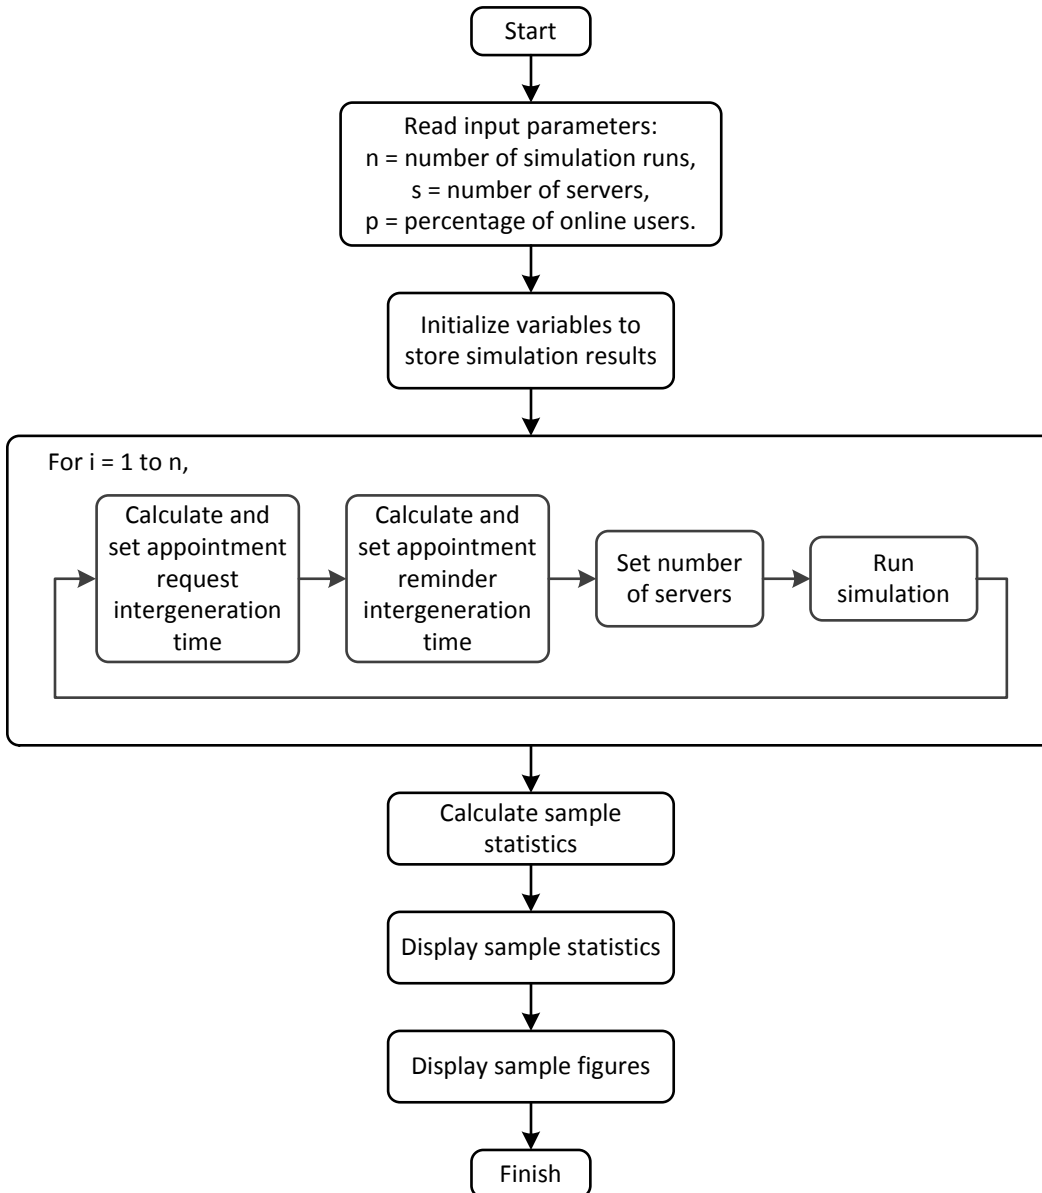 Start
Read input parameters:
n = number of simulation runs,
s = number of servers,
p = percentage of online users.
Initialize variables to
store simulation results
For i = 1 to n,
Calculate and
set appointment
request
intergeneration
time
Calculate and
set appointment
reminder
intergeneration
time
Set number
of servers
Run
simulation
Calculate sample
statistics
Display sample statistics
Display sample figures
Finish